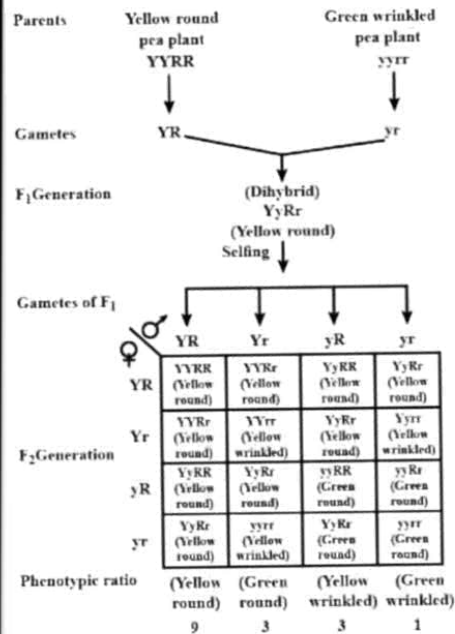 Parents
Yellow round
pea plant
YYRR
Green wrinkled
pea plant
yyrr
Gametes
YR
yr
F₁Generation
(Dihybrid)
YyRr
(Yellow round)
Selfing
Gametes of F₁
♀ ♂ YR Yr yR yr
YR
YYRR
(Yellow
round)
YYRr
(Yellow
round)
YyRR
(Yellow
round)
YyRr
(Yellow
round)
F₂Generation
Yr
YYRr
(Yellow
round)
YYrr
(Yellow
wrinkled)
YyRr
(Yellow
round)
Yyrr
(Yellow
wrinkled)
yR
YyRR
(Yellow
round)
YyRr
(Yellow
round)
yyRR
(Green
round)
yyRr
(Green
round)
yr
YyRr
(Yellow
round)
yyrr
(Yellow
wrinkled)
YyRr
(Green
round)
yyrr
(Green
round)
Phenotypic ratio
(Yellow
round)
9
(Green
round)
3
(Yellow
wrinkled)
3
(Green
wrinkled)
1